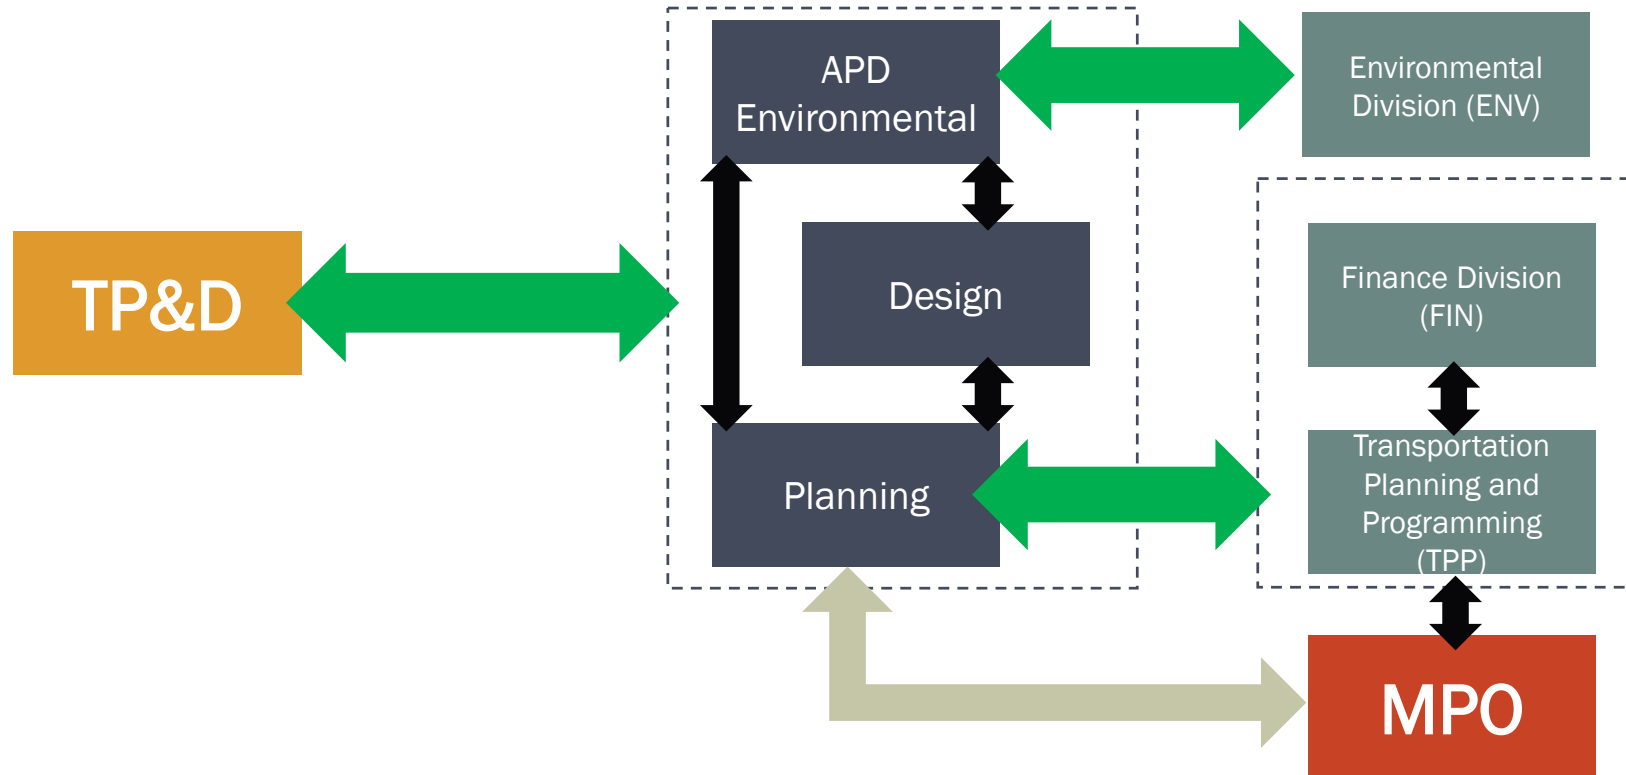 TP&D
APD
Environmental
Design
Planning
Environmental
Division (ENV)
Finance Division
(FIN)
Transportation
Planning and
Programming
(TPP)
MPO